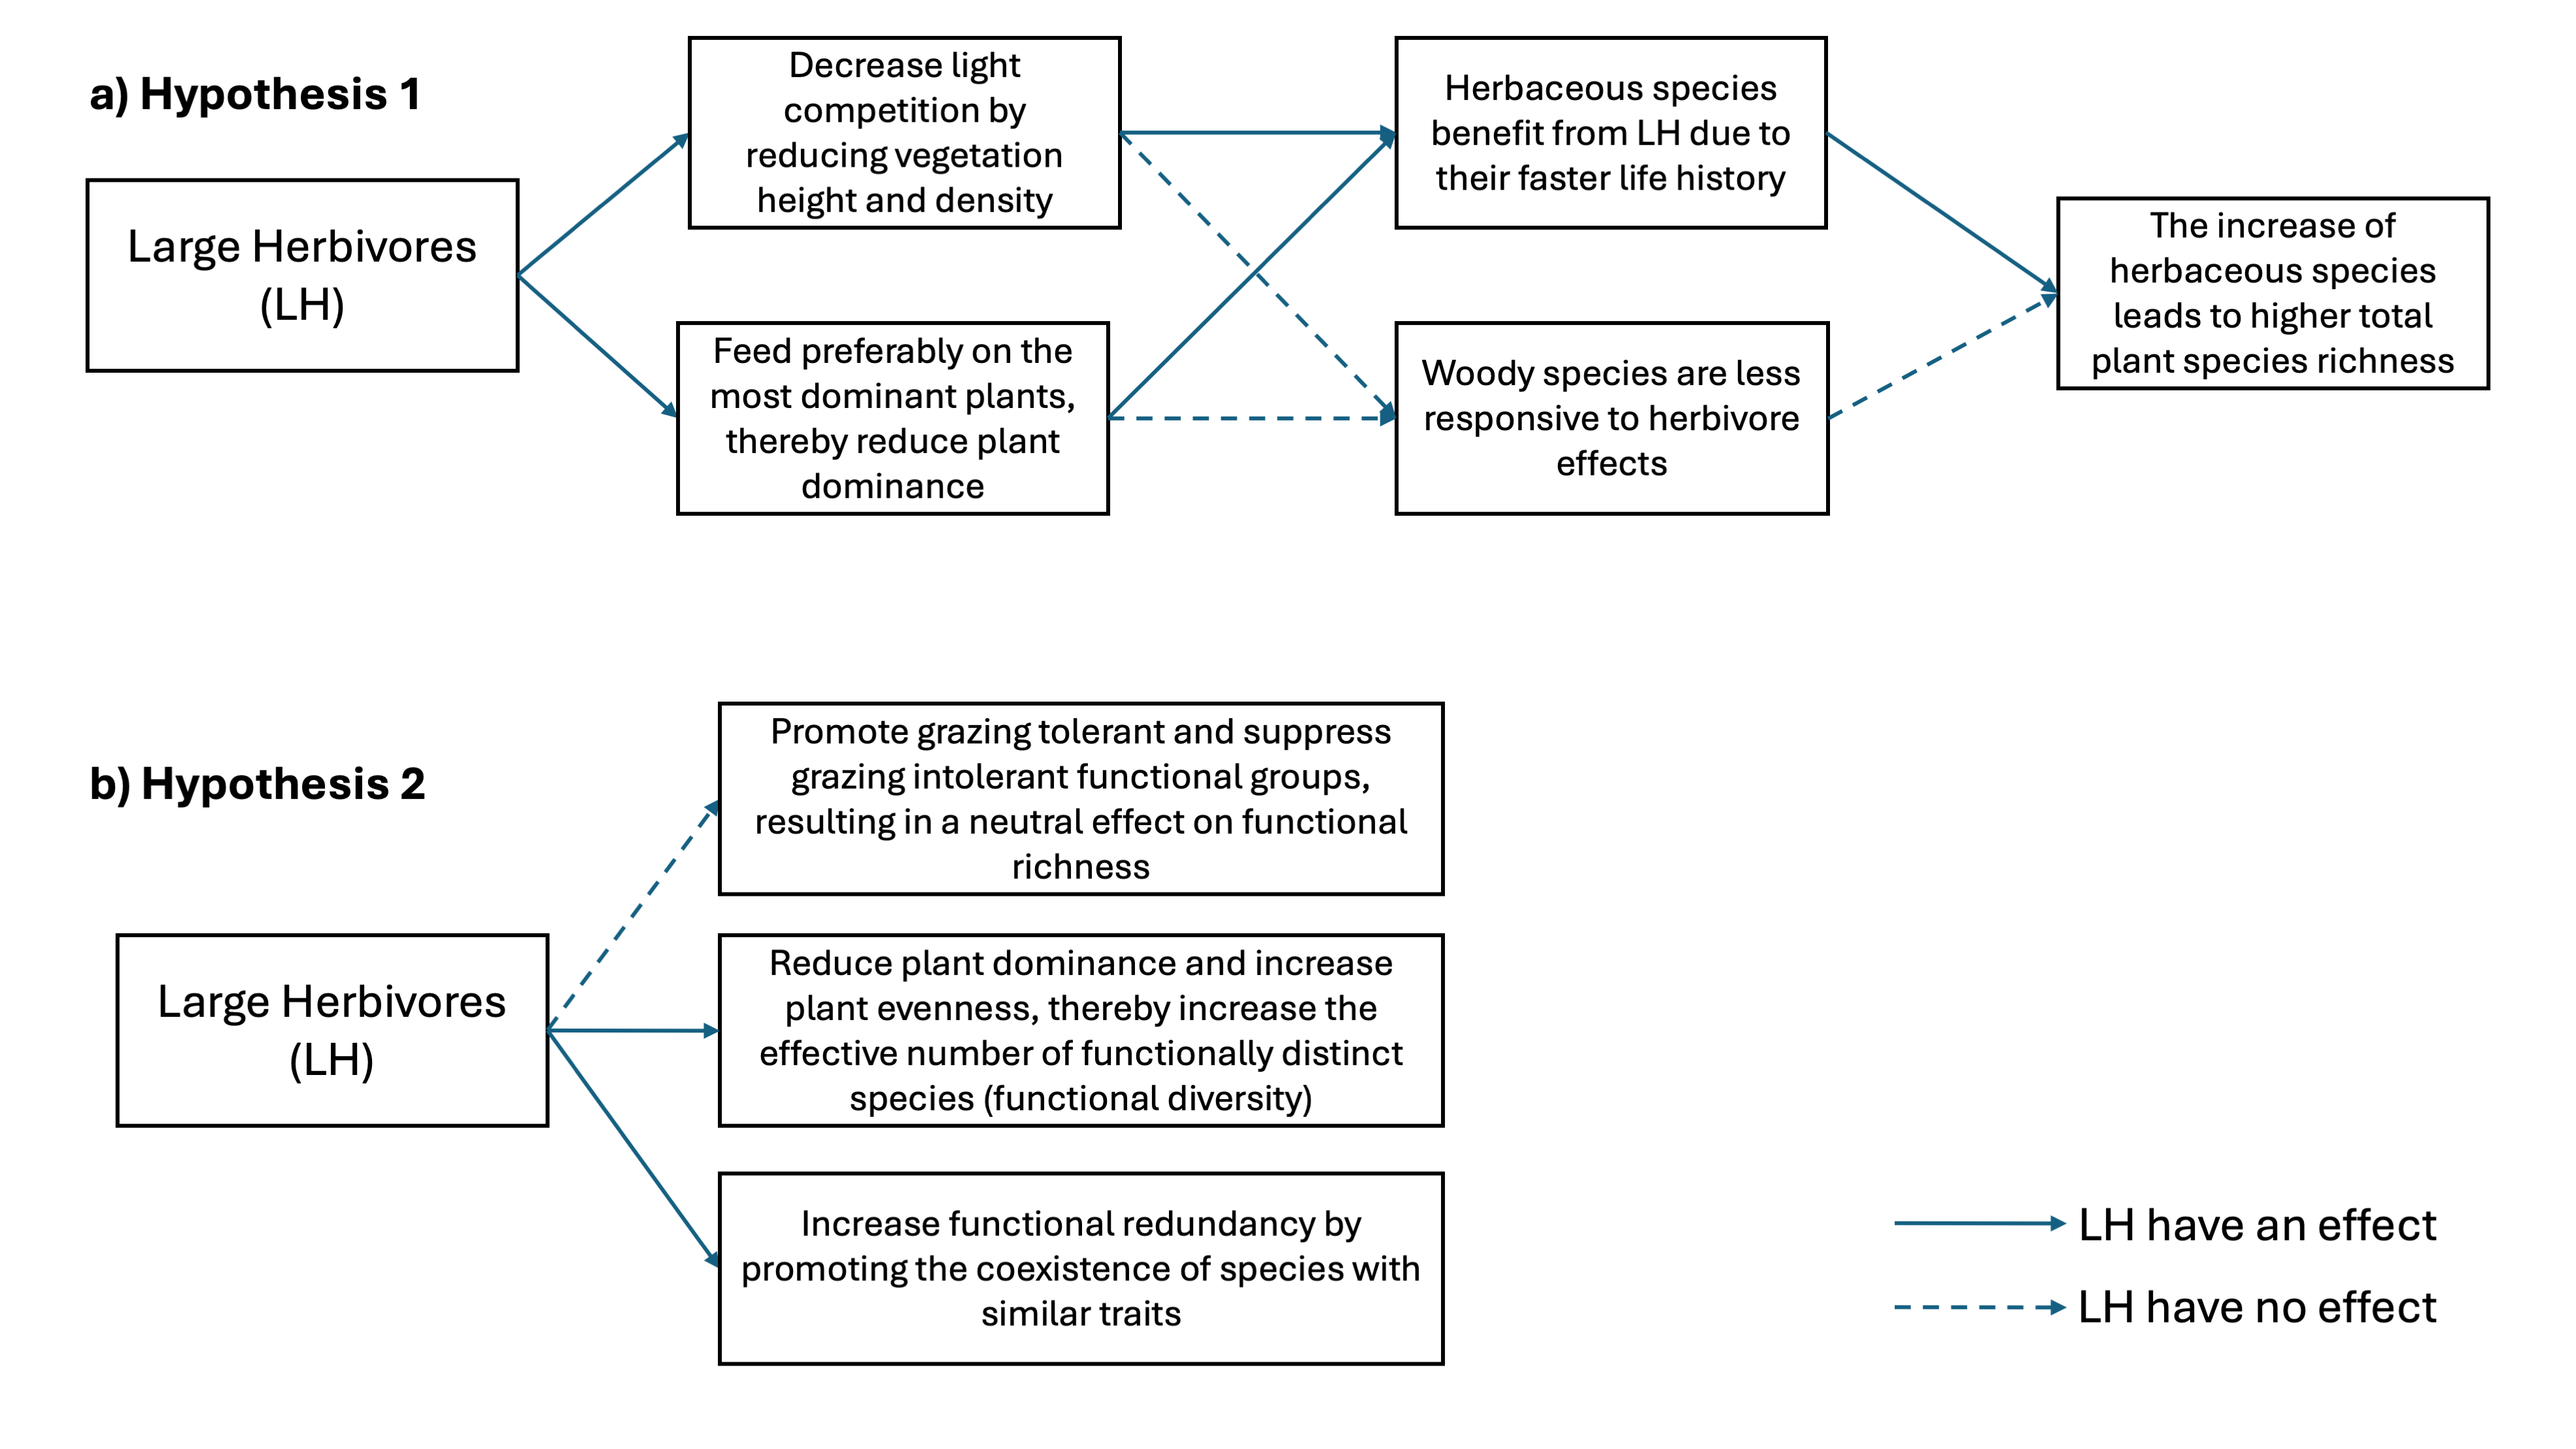 a) Hypothesis 1
Large Herbivores
(LH)
Decrease light
competition by
reducing vegetation
height and density
Feed preferably on the
most dominant plants,
thereby reduce plant
dominance
Herbaceous species
benefit from LH due to
their faster life history
Woody species are less
responsive to herbivore
effects
The increase of
herbaceous species
leads to higher total
plant species richness
b) Hypothesis 2
Large Herbivores
(LH)
Promote grazing tolerant and suppress
grazing intolerant functional groups,
resulting in a neutral effect on functional
richness
Reduce plant dominance and increase
plant evenness, thereby increase the
effective number of functionally distinct
species (functional diversity)
Increase functional redundancy by
promoting the coexistence of species with
similar traits
LH have an effect
LH have no effect